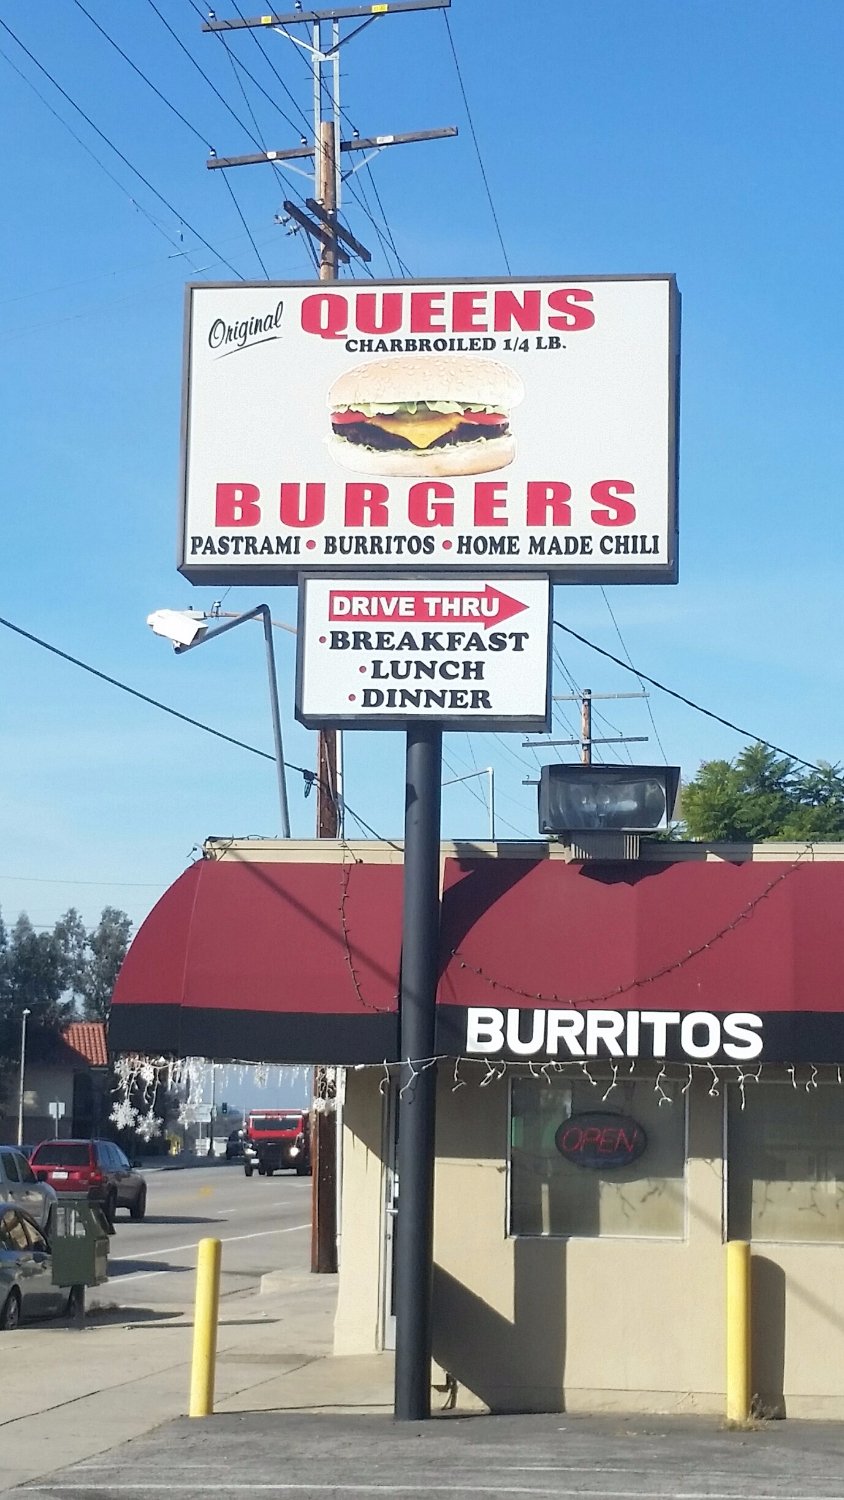 Original QUEENS
CHARBROILED 1/4 LB.
BURGERS
PASTRAMI • BURRITOS • HOME MADE CHILI
DRIVE THRU
• BREAKFAST
• LUNCH
• DINNER
BURRITOS
OPEN